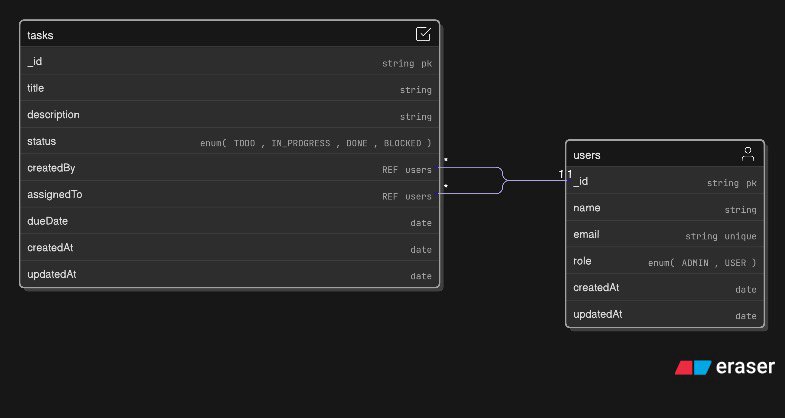 tasks
_id string pk
title string
description string
status enum( TODO , IN_PROGRESS , DONE , BLOCKED )
createdBy REF users *
assignedTo REF users *
dueDate date
createdAt date
updatedAt date
users
1 1 _id string pk
name string
email string unique
role enum( ADMIN , USER )
createdAt date
updatedAt date
eraser